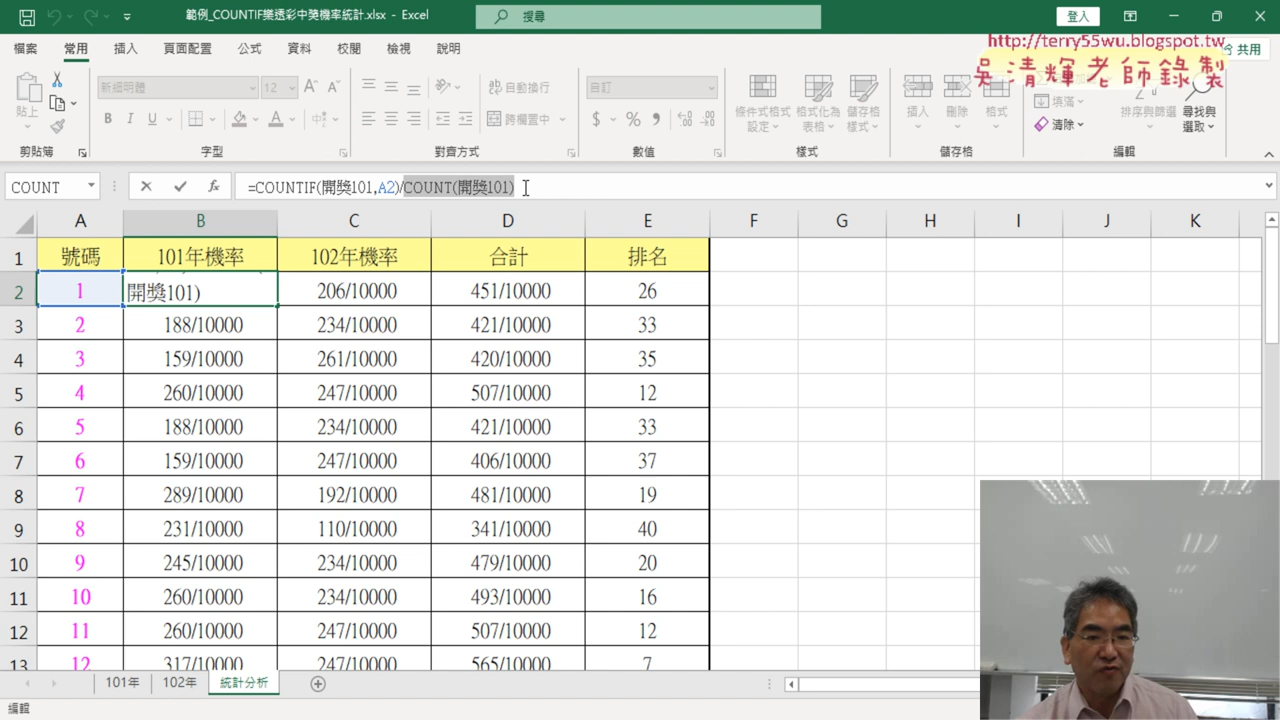 範例_COUNTIF樂透彩中獎機率統計.xlsx - Excel
搜尋
登入
檔案 常用 插入 頁面配置 公式 資料 校閱 檢視 說明
共用
http://terry55wu.blogspot.tw
吳清輝老師錄製
貼上
新細明體 12
B I U A
自動換行
跨欄置中
自訂
$ % ,
條件式格式設定
格式化為表格
儲存格樣式
插入 刪除 格式
填滿
清除
排序與篩選
尋找與選取
剪貼簿 字型 對齊方式 數值 樣式 儲存格 編輯
COUNT
fx
=COUNTIF(開獎101,A2)/COUNT(開獎101)
A B C D E F G H I J K
1 號碼 101年機率 102年機率 合計 排名
2 1 開獎101) 206/10000 451/10000 26
3 2 188/10000 234/10000 421/10000 33
4 3 159/10000 261/10000 420/10000 35
5 4 260/10000 247/10000 507/10000 12
6 5 188/10000 234/10000 421/10000 33
7 6 159/10000 247/10000 406/10000 37
8 7 289/10000 192/10000 481/10000 19
9 8 231/10000 110/10000 341/10000 40
10 9 245/10000 234/10000 479/10000 20
11 10 260/10000 234/10000 493/10000 16
12 11 260/10000 247/10000 507/10000 12
13 12 317/10000 247/10000 565/10000 7
101年 102年 統計分析
編輯